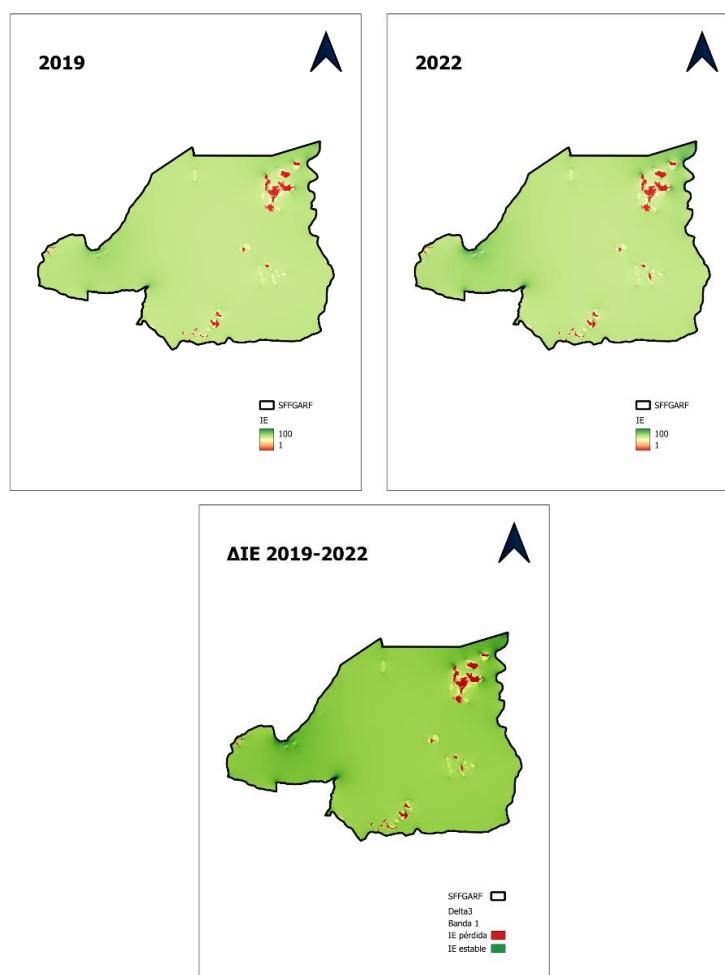 2019
SFFGARF
IE
100
1
2022
SFFGARF
IE
100
1
ΔIE 2019-2022
SFFGARF
Delta3
Banda 1
IE pérdida
IE estable